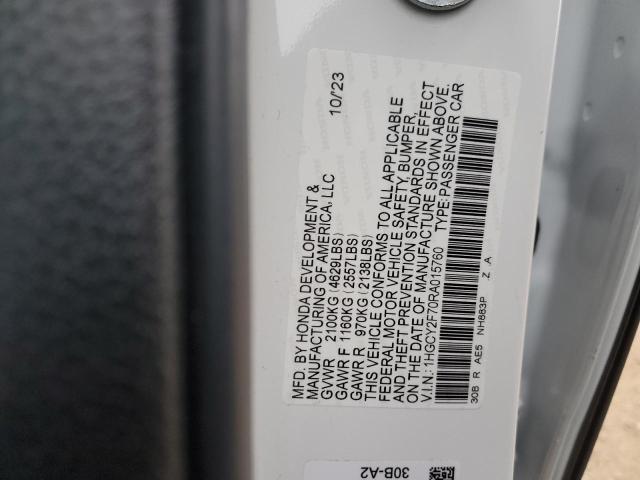 MFD. BY HONDA DEVELOPMENT & 10/23
MANUFACTURING OF AMERICA, LLC
GVWR 2100KG (4629LBS)
GAWR F 1160KG (2557LBS)
GAWR R 970KG (2138LBS)
THIS VEHICLE CONFORMS TO ALL APPLICABLE
FEDERAL MOTOR VEHICLE SAFETY, BUMPER,
AND THEFT PREVENTION STANDARDS IN EFFECT
ON THE DATE OF MANUFACTURE SHOWN ABOVE.
V.I.N.: 1HGCY2F70RA015760 TYPE: PASSENGER CAR
30B R AE5 NH883P . Z A
30B-A2